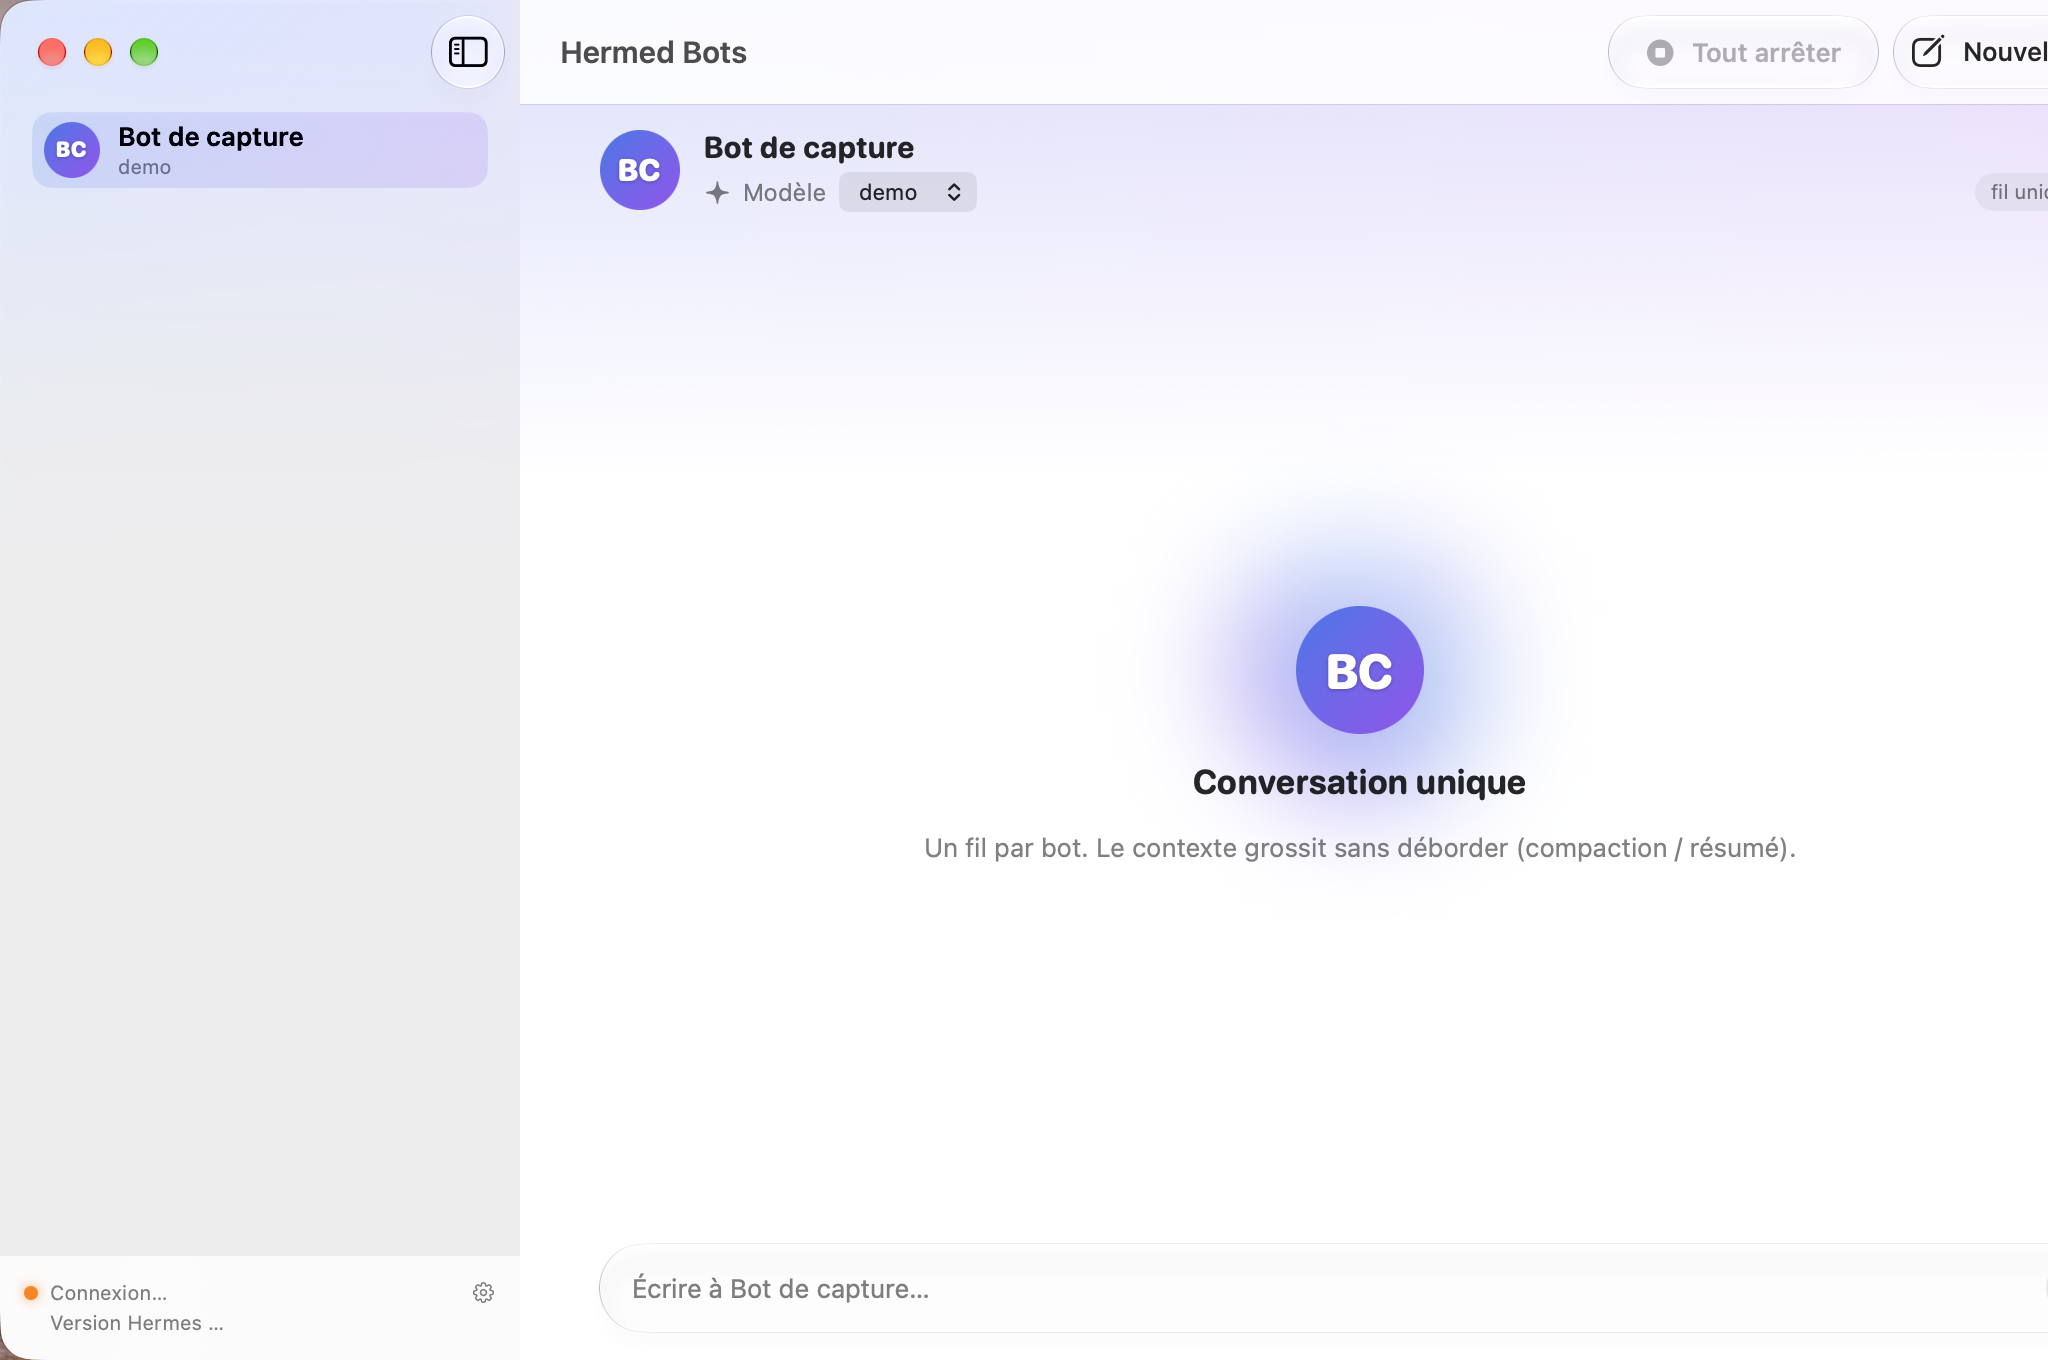 Hermed Bots
Tout arrêter
Nouvel
BC
Bot de capture
demo
BC
Bot de capture
Modèle
demo
fil uni
BC
Conversation unique
Un fil par bot. Le contexte grossit sans déborder (compaction / résumé).
Écrire à Bot de capture...
Connexion...
Version Hermes ...